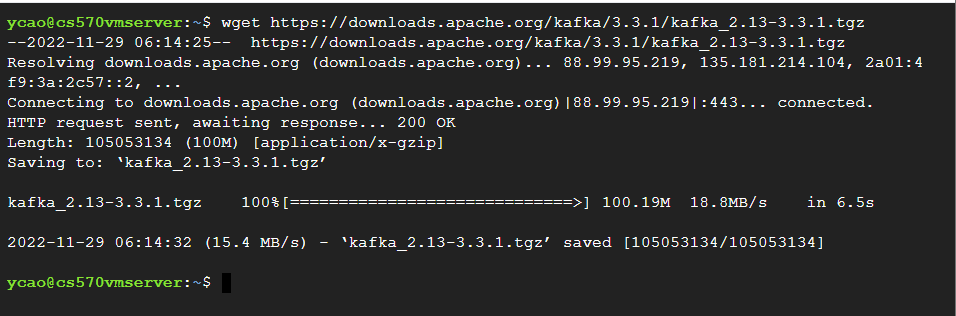 ycao@cs570vmserver:~$ wget https://downloads.apache.org/kafka/3.3.1/kafka_2.13-3.3.1.tgz
--2022-11-29 06:14:25--  https://downloads.apache.org/kafka/3.3.1/kafka_2.13-3.3.1.tgz
Resolving downloads.apache.org (downloads.apache.org)... 88.99.95.219, 135.181.214.104, 2a01:4
f9:3a:2c57::2, ...
Connecting to downloads.apache.org (downloads.apache.org)|88.99.95.219|:443... connected.
HTTP request sent, awaiting response... 200 OK
Length: 105053134 (100M) [application/x-gzip]
Saving to: ‘kafka_2.13-3.3.1.tgz’
kafka_2.13-3.3.1.tgz    100%[=============================>] 100.19M  18.8MB/s    in 6.5s
2022-11-29 06:14:32 (15.4 MB/s) - ‘kafka_2.13-3.3.1.tgz’ saved [105053134/105053134]
ycao@cs570vmserver:~$